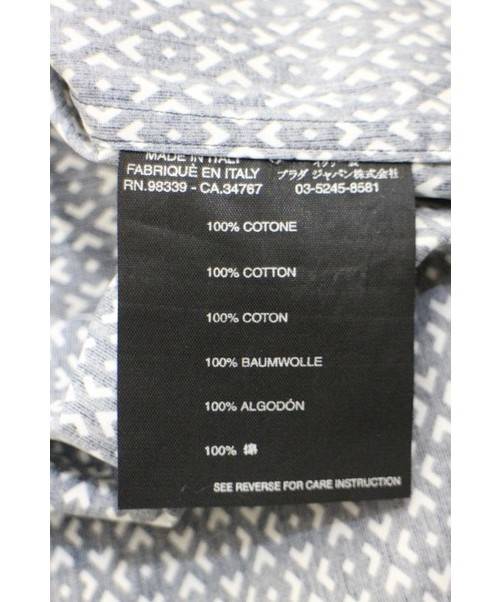 MADE IN ITALY
FABRIQUÉ EN ITALY
RN.98339 - CA.34767
プラダ ジャパン株式会社
03-5245-8581
100% COTONE
100% COTTON
100% COTON
100% BAUMWOLLE
100% ALGODÓN
100% 綿
SEE REVERSE FOR CARE INSTRUCTION